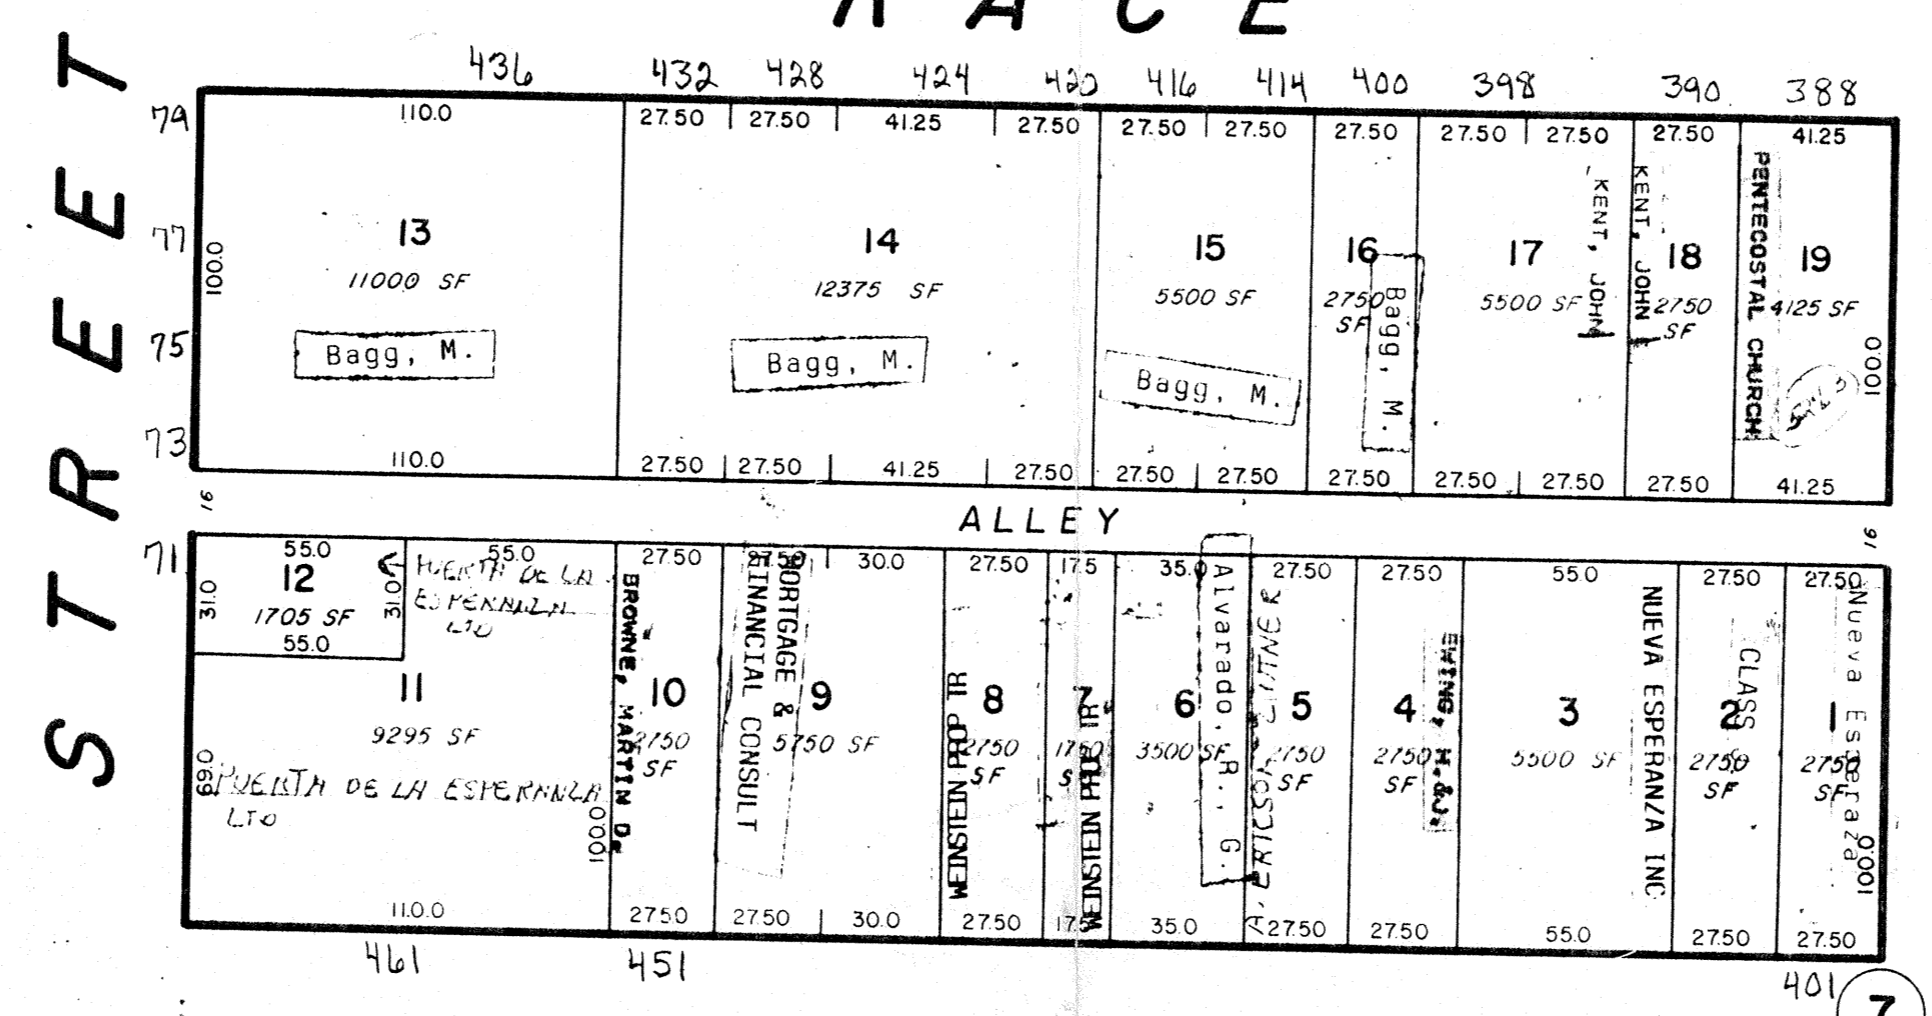 RACE
STREET
436 432 428 424 420 416 414 400 398 390 388
79
77
75
73
110.0 27.50 27.50 41.25 27.50 27.50 27.50 27.50 27.50 27.50 27.50 41.25
100.0
13
11000 SF
Bagg, M.
14
12375 SF
Bagg, M.
15
5500 SF
Bagg, M.
16
2750
SF
Bagg, M.
17
5500 SF
KENT, JOHN
KENT, JOHN
18
2750
SF
PENTECOSTAL CHURCH
19
4125 SF
100.0
110.0 27.50 27.50 41.25 27.50 27.50 27.50 27.50 27.50 27.50 27.50 41.25
16
ALLEY
16
71
55.0 55.0 27.50 27.50 30.0 27.50 17.5 35.0 27.50 27.50 55.0 27.50 27.50
31.0
12
1705 SF
55.0
31.0
PUERTA DE LA
ESPERANZA
LTD
11
9295 SF
69.0
PUERTA DE LA ESPERANZA
LTD
100.0
BROWNE, MARTIN D.
10
2750
SF
MORTGAGE &
FINANCIAL CONSULT
9
5750 SF
WEINSTEIN PROP TR
8
2750
SF
7
1750
SF
WEINSTEIN PROP TR
6
3500 SF
Alvarado, R., G.
A. ERICSON
5
2750
SF
4
2750
SF
EWING, H.&J.
3
5500 SF
NUEVA ESPERANZA INC
2
2750
SF
CLASS
1
2750
SF
Nueva Esperaza
100.0
110.0 27.50 27.50 30.0 27.50 17.5 35.0 27.50 27.50 55.0 27.50 27.50
461 451 401
7